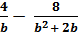 4/b − 8/(b² + 2b)